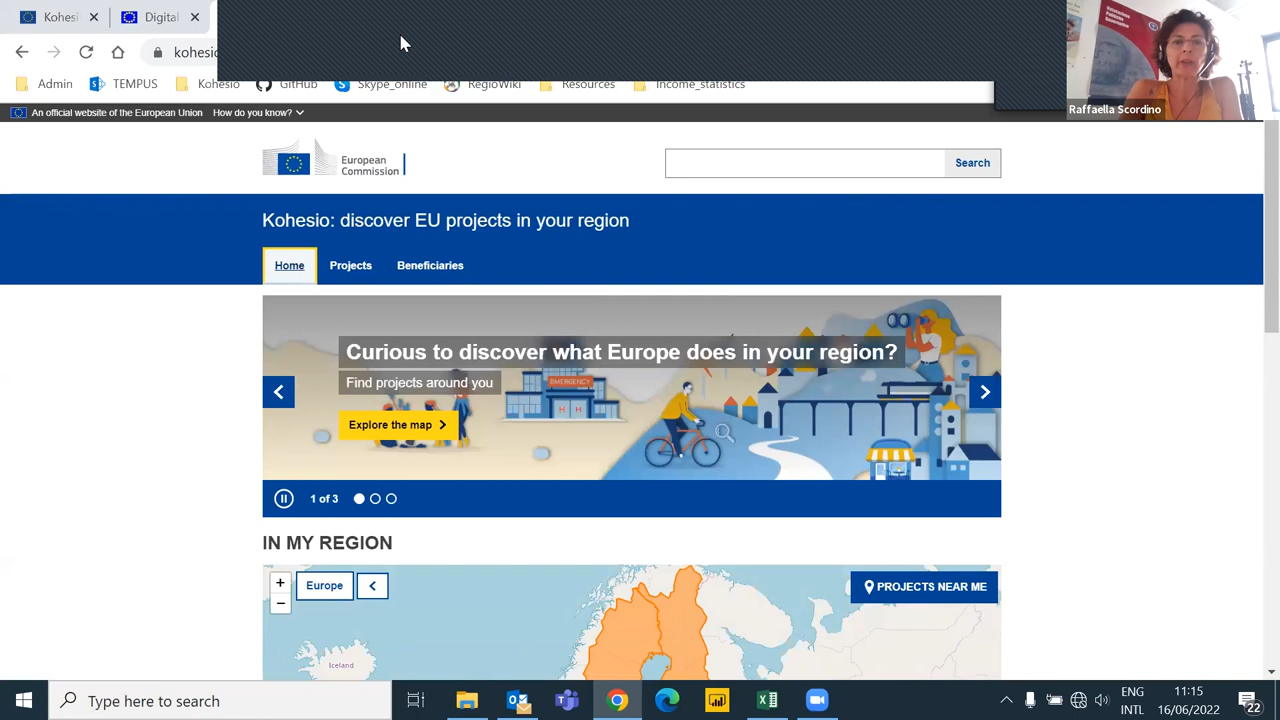 Kohesi
Digital
kohesio
Raffaella Scordino
Admin
TEMPUS
Kohesio
GitHub
Skype_online
RegioWiki
Resources
Income_statistics
An official website of the European Union How do you know?
European
Commission
Search
Kohesio: discover EU projects in your region
Home
Projects
Beneficiaries
Curious to discover what Europe does in your region?
Find projects around you
EMERGENCY
H H
Explore the map
1 of 3
IN MY REGION
+
Europe
PROJECTS NEAR ME
−
Iceland
Type here to search
ENG
INTL
11:15
16/06/2022
22